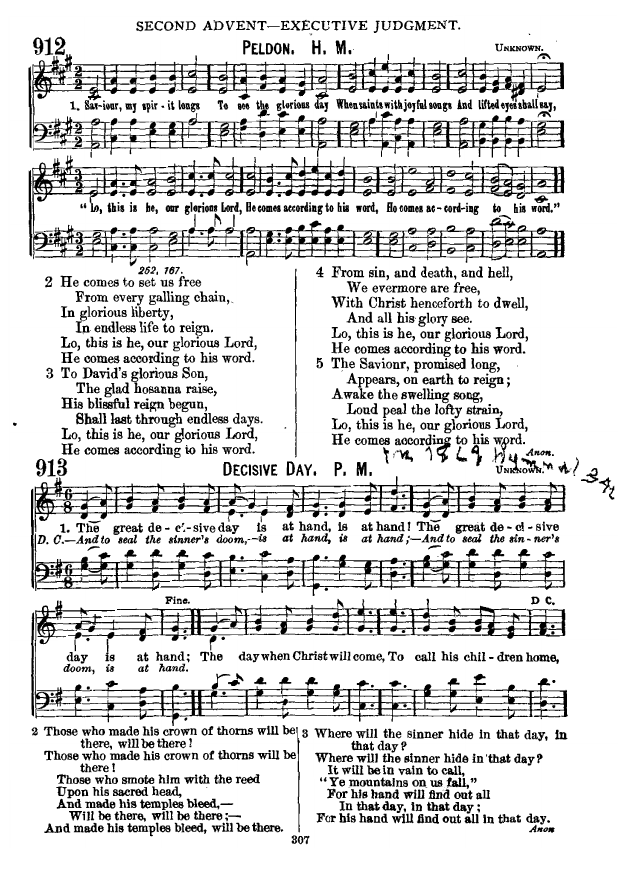 SECOND ADVENT—EXECUTIVE JUDGMENT.
912 PELDON. H. M. UNKNOWN.
1. Sav-iour, my spir - it longs To see the glorious day When saints with joyful songs And lifted eyes shall say,
"Lo, this is he, our glorious Lord, He comes according to his word, He comes ac - cord-ing to his word."
252, 167.
2 He comes to set us free
From every galling chain,
In glorious liberty,
In endless life to reign.
Lo, this is he, our glorious Lord,
He comes according to his word.
3 To David's glorious Son,
The glad hosanna raise,
His blissful reign begun,
Shall last through endless days.
Lo, this is he, our glorious Lord,
He comes according to his word.
4 From sin, and death, and hell,
We evermore are free,
With Christ henceforth to dwell,
And all his glory see.
Lo, this is he, our glorious Lord,
He comes according to his word.
5 The Saviour, promised long,
Appears, on earth to reign;
Awake the swelling song,
Loud peal the lofty strain,
Lo, this is he, our glorious Lord,
He comes according to his word.
Anon.
in 1869 Hymnal
913 DECISIVE DAY. P. M. UNKNOWN.
6/8
1. The great de - ci - sive day is at hand, is at hand! The great de - ci - sive
D. C.—And to seal the sinner's doom,—is at hand, is at hand;—And to seal the sin - ner's
Fine. D C.
day is at hand; The day when Christ will come, To call his chil - dren home,
doom, is at hand.
2 Those who made his crown of thorns will be
there, will be there!
Those who made his crown of thorns will be
there!
Those who smote him with the reed
Upon his sacred head,
And made his temples bleed,—
Will be there, will be there;—
And made his temples bleed, will be there.
3 Where will the sinner hide in that day, in
that day?
Where will the sinner hide in that day?
It will be in vain to call,
"Ye mountains on us fall,"
For his hand will find out all
In that day, in that day;
For his hand will find out all in that day.
Anon
307